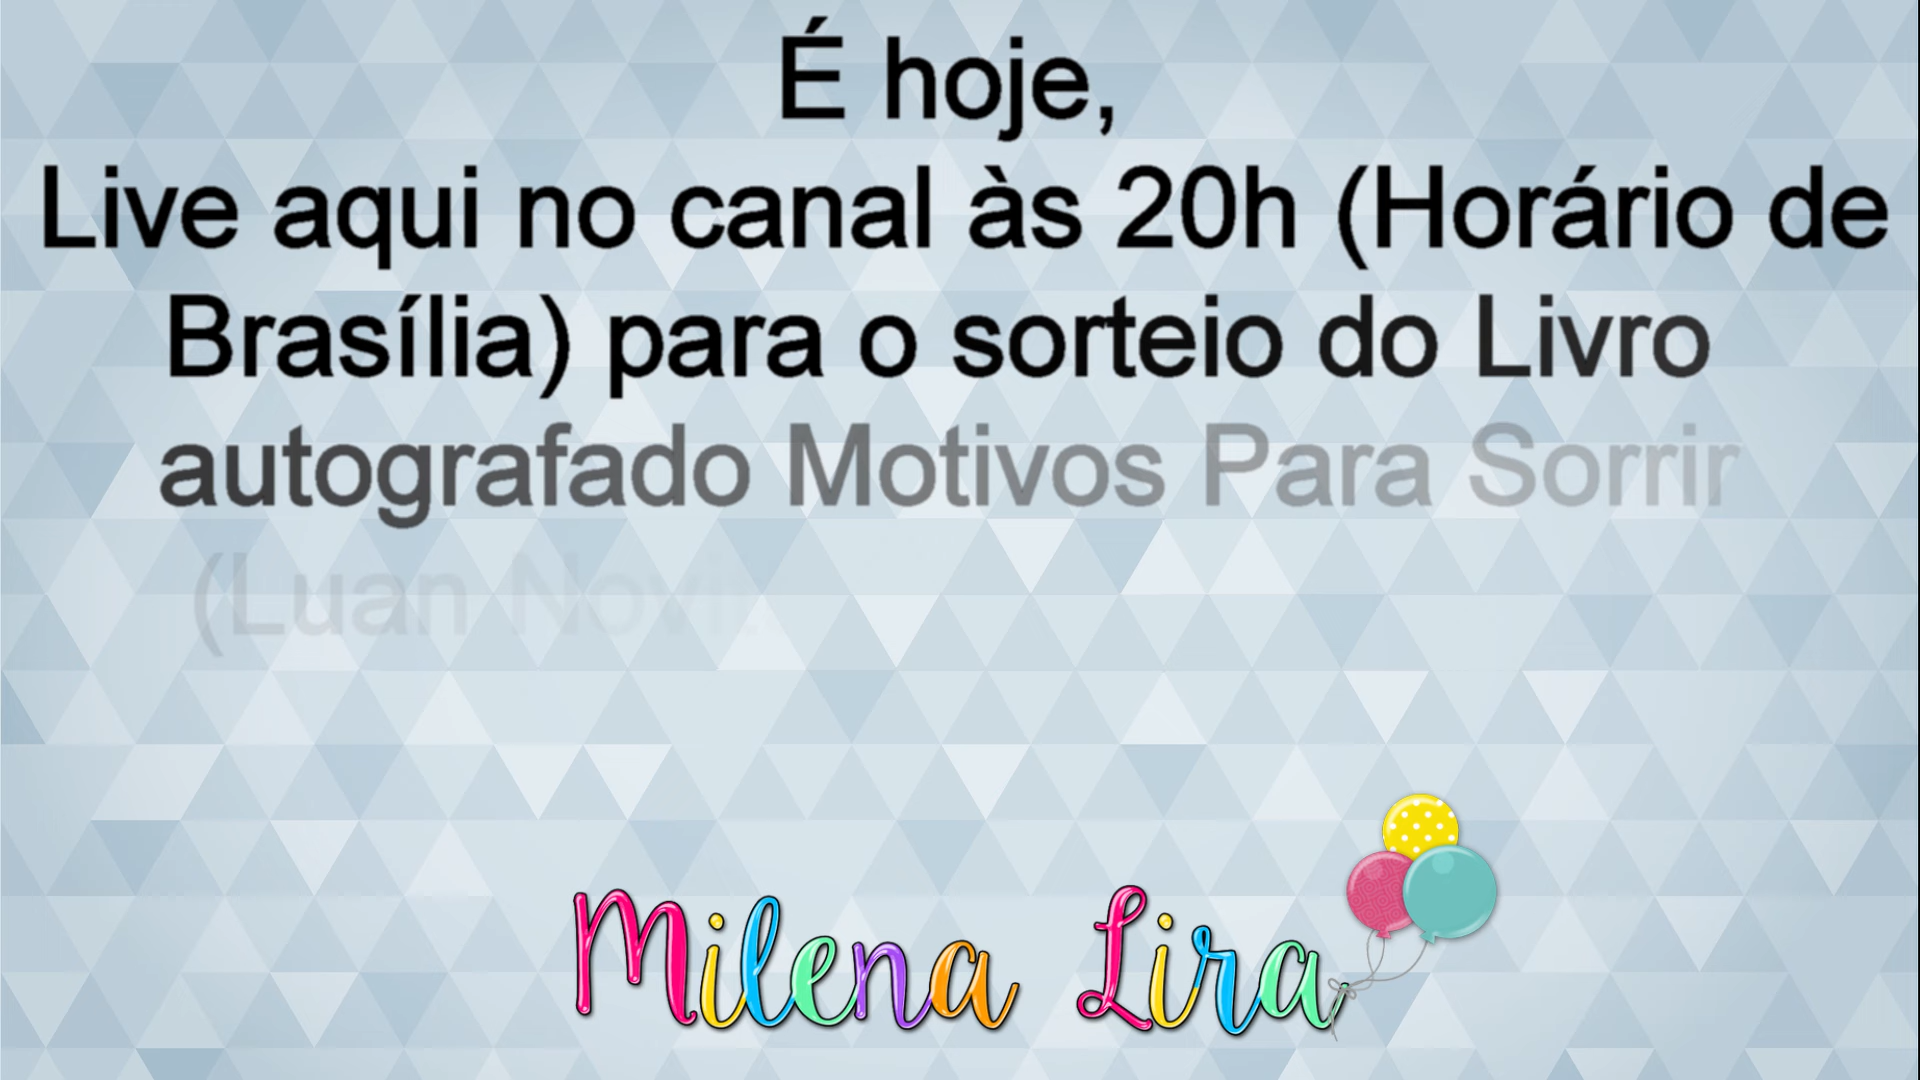 É hoje,
Live aqui no canal às 20h (Horário de
Brasília) para o sorteio do Livro
autografado Motivos Para Sorrir
(Luan
Milena Lira